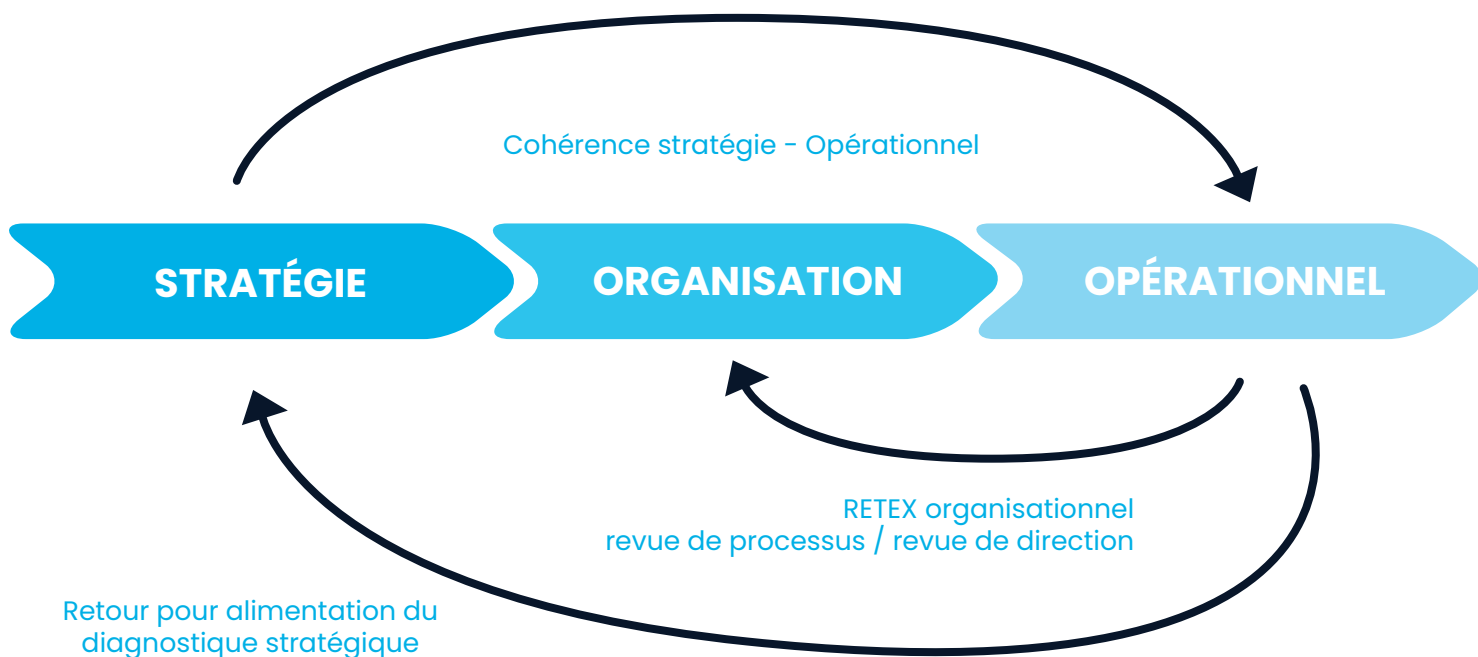 Cohérence stratégie - Opérationnel
STRATÉGIE
ORGANISATION
OPÉRATIONNEL
RETEX organisationnel
revue de processus / revue de direction
Retour pour alimentation du
diagnostique stratégique